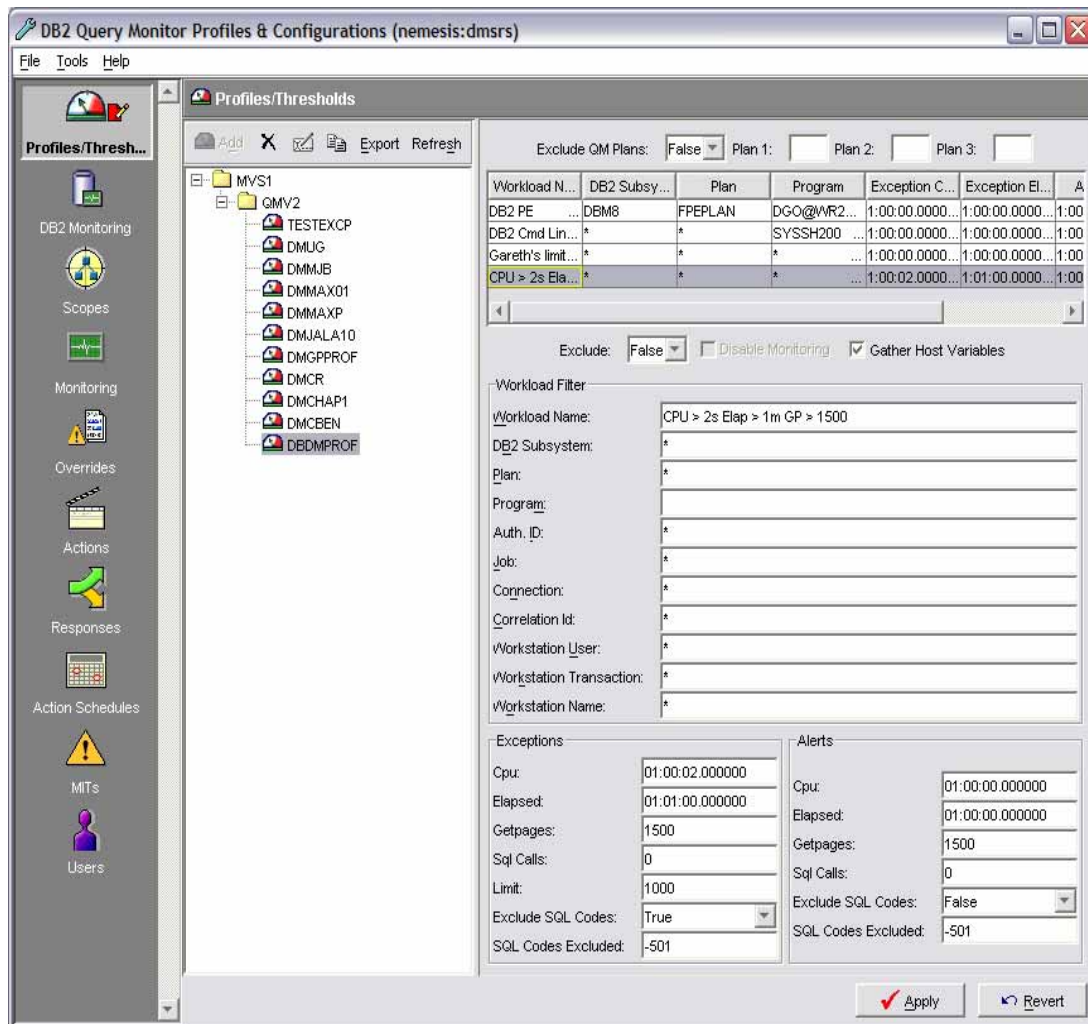 DB2 Query Monitor Profiles & Configurations (nemesis:dmsrs)
File Tools Help
Profiles/Thresh...
DB2 Monitoring
Scopes
Monitoring
Overrides
Actions
Responses
Action Schedules
MITs
Users
Profiles/Thresholds
Add Export Refresh
MVS1
QMV2
TESTEXCP
DMUG
DMMJB
DMMAX01
DMMAXP
DMJALA10
DMGPPROF
DMCR
DMCHAP1
DMCBEN
DBDMPROF
Exclude QM Plans: False Plan 1: Plan 2: Plan 3:
Workload N... DB2 Subsy... Plan Program Exception C... Exception El... A
DB2 PE ... DBM8 FPEPLAN DGO@WR2... 1:00:00.0000... 1:00:00.0000... 1:00
DB2 Cmd Lin... * * SYSSH200 ... 1:00:00.0000... 1:00:00.0000... 1:00
Gareth's limit... * * * ... 1:00:00.0000... 1:00:00.0000... 1:00
CPU > 2s Ela... * * * ... 1:00:02.0000... 1:01:00.0000... 1:00
Exclude: False Disable Monitoring Gather Host Variables
Workload Filter
Workload Name: CPU > 2s Elap > 1m GP > 1500
DB2 Subsystem: *
Plan: *
Program:
Auth. ID: *
Job: *
Connection: *
Correlation Id: *
Workstation User: *
Workstation Transaction: *
Workstation Name: *
Exceptions
Cpu: 01:00:02.000000
Elapsed: 01:01:00.000000
Getpages: 1500
Sql Calls: 0
Limit: 1000
Exclude SQL Codes: True
SQL Codes Excluded: -501
Alerts
Cpu: 01:00:00.000000
Elapsed: 01:00:00.000000
Getpages: 1500
Sql Calls: 0
Exclude SQL Codes: False
SQL Codes Excluded: -501
Apply Revert